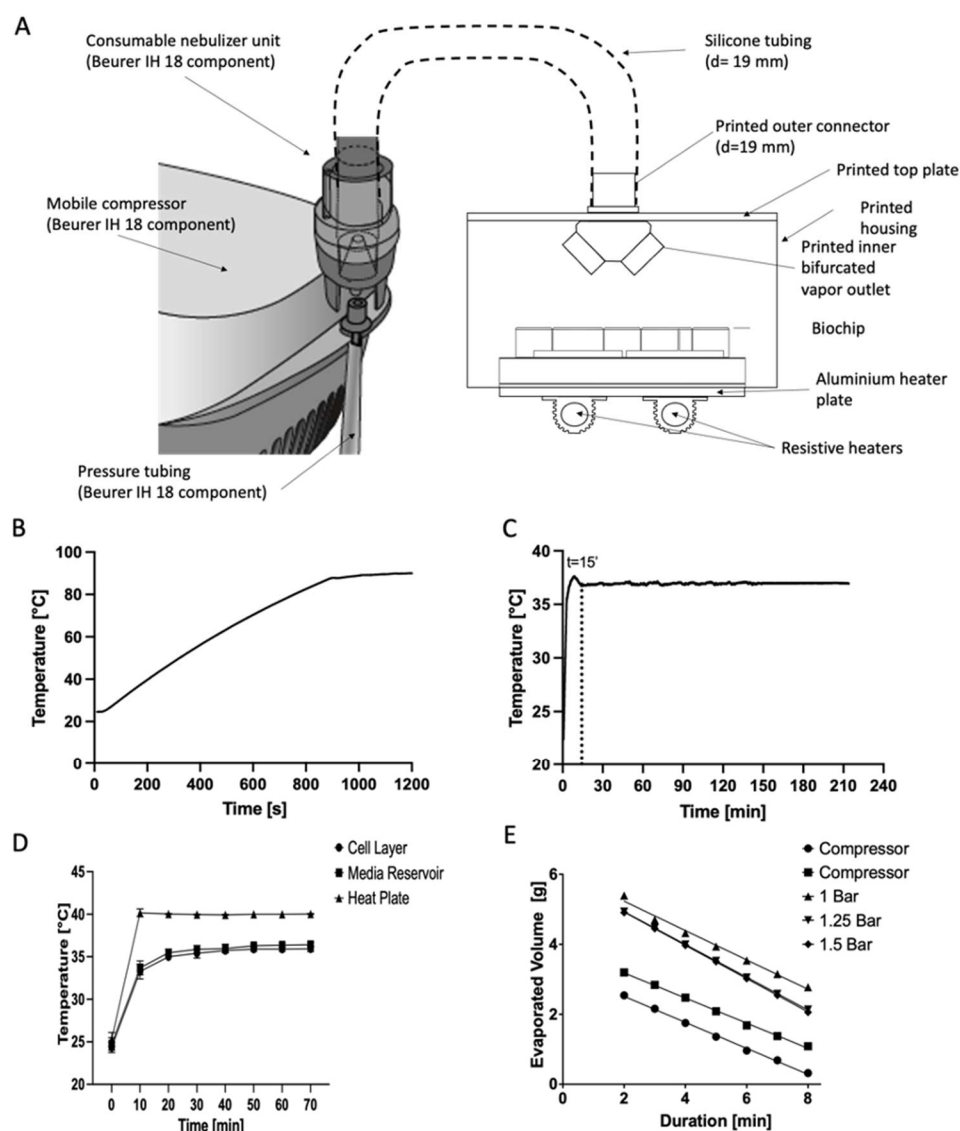 A
Consumable nebulizer unit
(Beurer IH 18 component)
Silicone tubing
(d= 19 mm)
Printed outer connector
(d=19 mm)
Printed top plate
Mobile compressor
(Beurer IH 18 component)
Printed
housing
Printed inner
bifurcated
vapor outlet
Biochip
Aluminium heater
plate
Resistive heaters
Pressure tubing
(Beurer IH 18 component)
B
Temperature [°C]
100
80
60
40
20
0
0 200 400 600 800 1000 1200
Time [s]
C
t=15'
Temperature [°C]
40
35
30
25
20
0 30 60 90 120 150 180 210 240
Time [min]
D
Cell Layer
Media Reservoir
Heat Plate
Temperature [°C]
45
40
35
30
25
20
0 10 20 30 40 50 60 70
Time [min]
E
Compressor
Compressor
1 Bar
1.25 Bar
1.5 Bar
Evaporated Volume [g]
6
4
2
0
2 4 6 8
Duration [min]